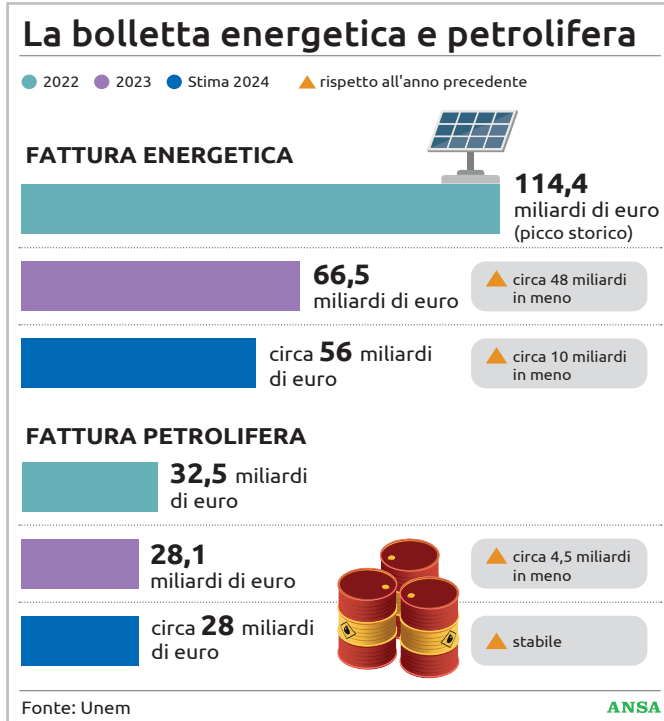 La bolletta energetica e petrolifera
2022 2023 Stima 2024 rispetto all'anno precedente
FATTURA ENERGETICA
114,4
miliardi di euro
(picco storico)
66,5
miliardi di euro
circa 48 miliardi
in meno
circa 56 miliardi
di euro
circa 10 miliardi
in meno
FATTURA PETROLIFERA
32,5 miliardi
di euro
28,1
miliardi di euro
circa 4,5 miliardi
in meno
circa 28 miliardi
di euro
stabile
Fonte: Unem
ANSA